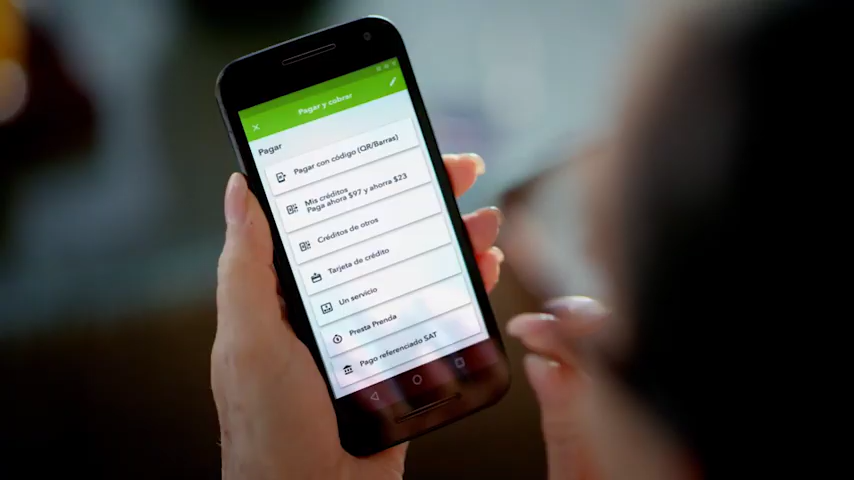 Pagar y cobrar
Pagar
Pagar con código (QR/Barras)
Mis créditos
Paga ahora $97 y ahorra $23
Créditos de otros
Tarjeta de crédito
Un servicio
Presta Prenda
Pago referenciado SAT